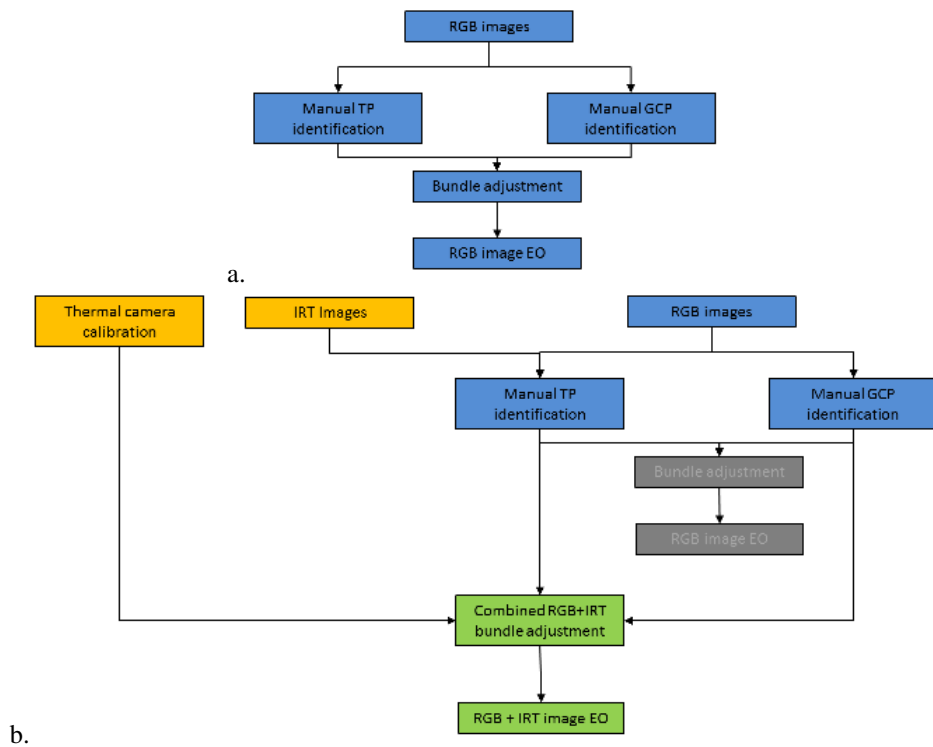 RGB images
Manual TP
identification
Manual GCP
identification
Bundle adjustment
RGB image EO
a.
Thermal camera
calibration
IRT Images
RGB images
Manual TP
identification
Manual GCP
identification
Bundle adjustment
RGB image EO
Combined RGB+IRT
bundle adjustment
RGB + IRT image EO
b.